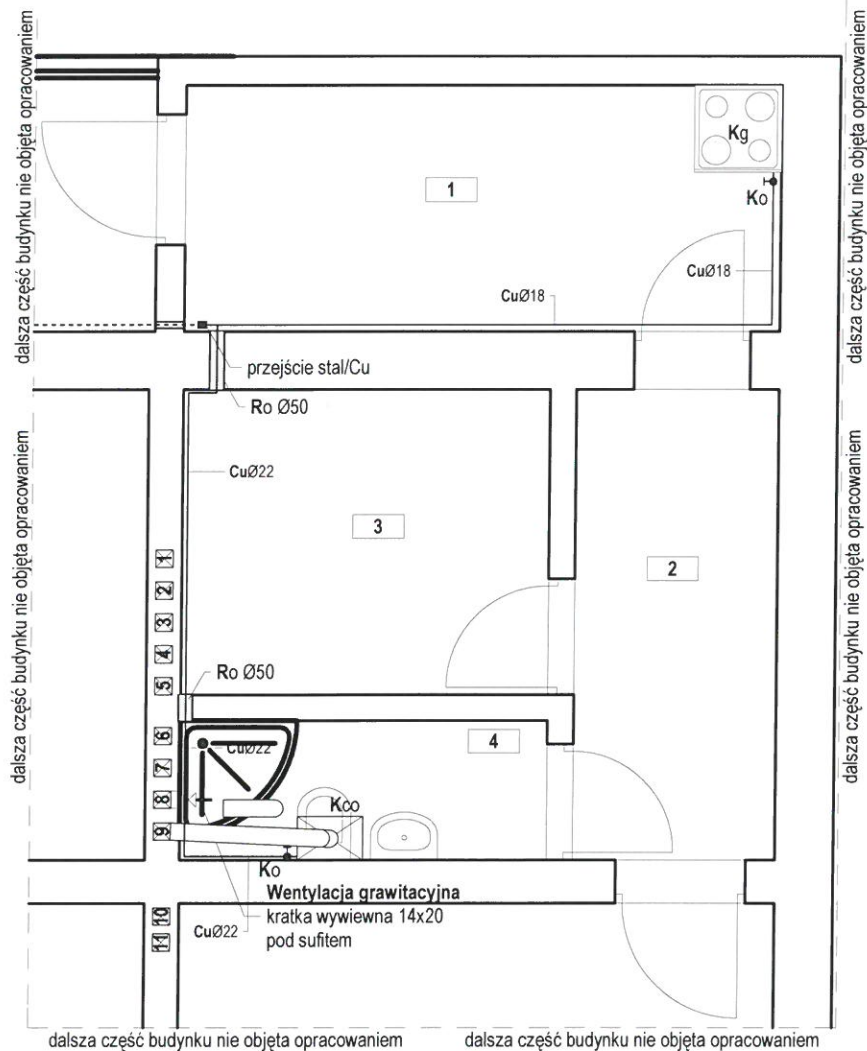 dalsza część budynku nie objęta opracowaniem
dalsza część budynku nie objęta opracowaniem
Kg
1
Ko
CuØ18
CuØ18
przejście stal/Cu
Ro Ø50
CuØ22
3
2
dalsza część budynku nie objęta opracowaniem
dalsza część budynku nie objęta opracowaniem
1
2
3
4
5
Ro Ø50
6
7
8
9
4
CuØ22
Kco
Ko
Wentylacja grawitacyjna
kratka wywiewna 14x20
pod sufitem
CuØ22
10
11
dalsza część budynku nie objęta opracowaniem
dalsza część budynku nie objęta opracowaniem